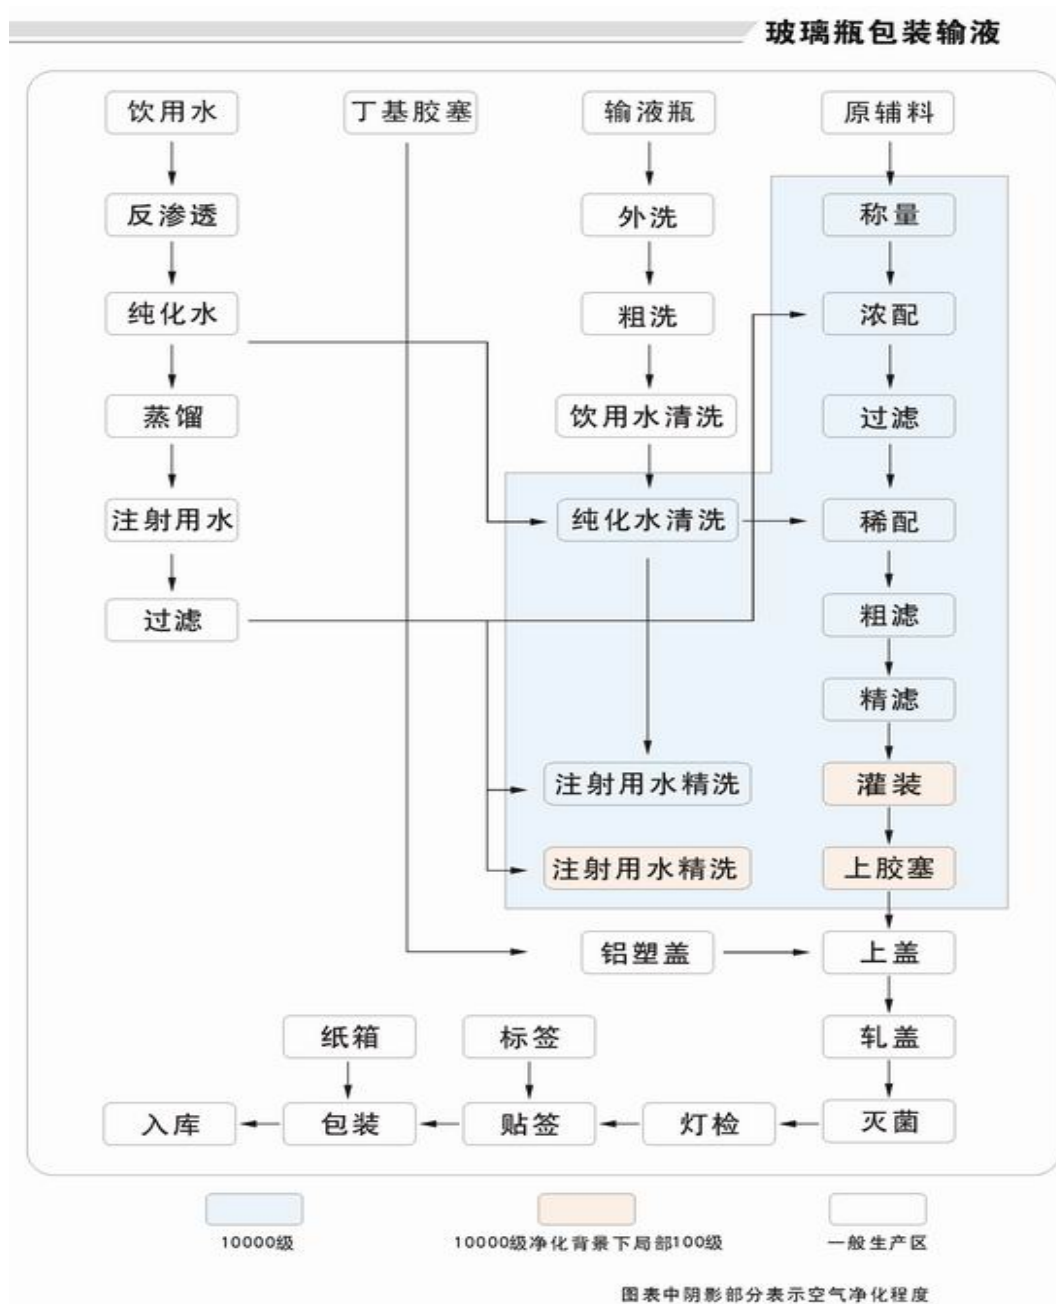 玻璃瓶包装输液
饮用水 丁基胶塞 输液瓶 原辅料
反渗透 外洗 称量
纯化水 粗洗 浓配
蒸馏 饮用水清洗 过滤
注射用水 纯化水清洗 稀配
过滤 粗滤
精滤
注射用水精洗 灌装
注射用水精洗 上胶塞
铝塑盖 上盖
纸箱 标签 轧盖
入库 包装 贴签 灯检 灭菌
10000级 10000级净化背景下局部100级 一般生产区
图表中阴影部分表示空气净化程度